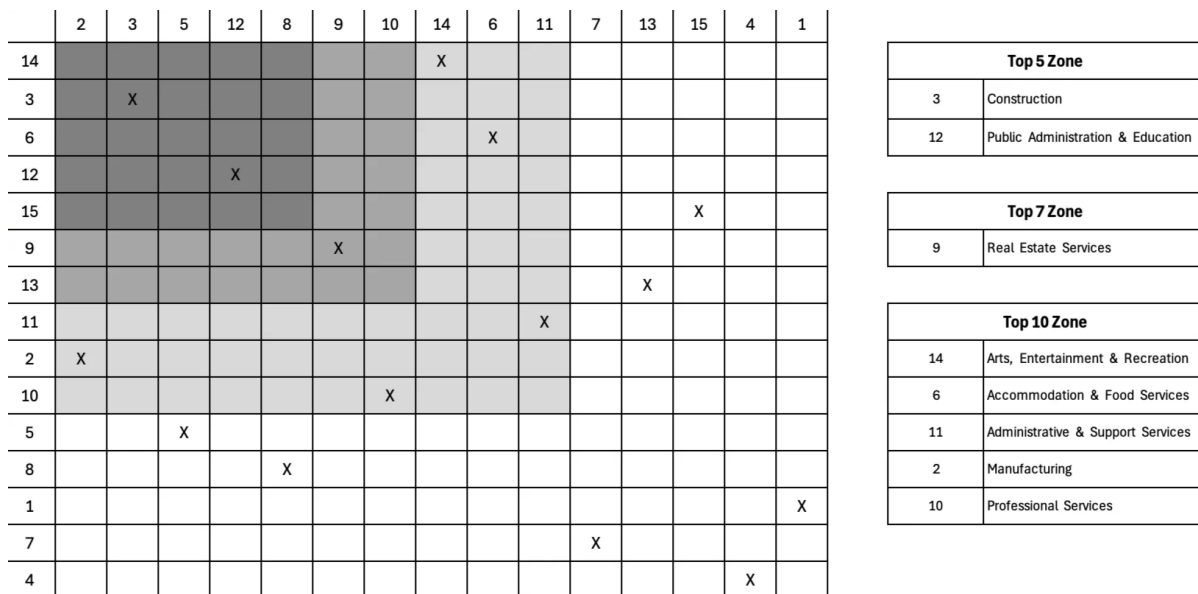 2 3 5 12 8 9 10 14 6 11 7 13 15 4 1
14 X
3 X
6 X
12 X
15 X
9 X
13 X
11 X
2 X
10 X
5 X
8 X
1 X
7 X
4 X
Top 5 Zone
3 Construction
12 Public Administration & Education
Top 7 Zone
9 Real Estate Services
Top 10 Zone
14 Arts, Entertainment & Recreation
6 Accommodation & Food Services
11 Administrative & Support Services
2 Manufacturing
10 Professional Services